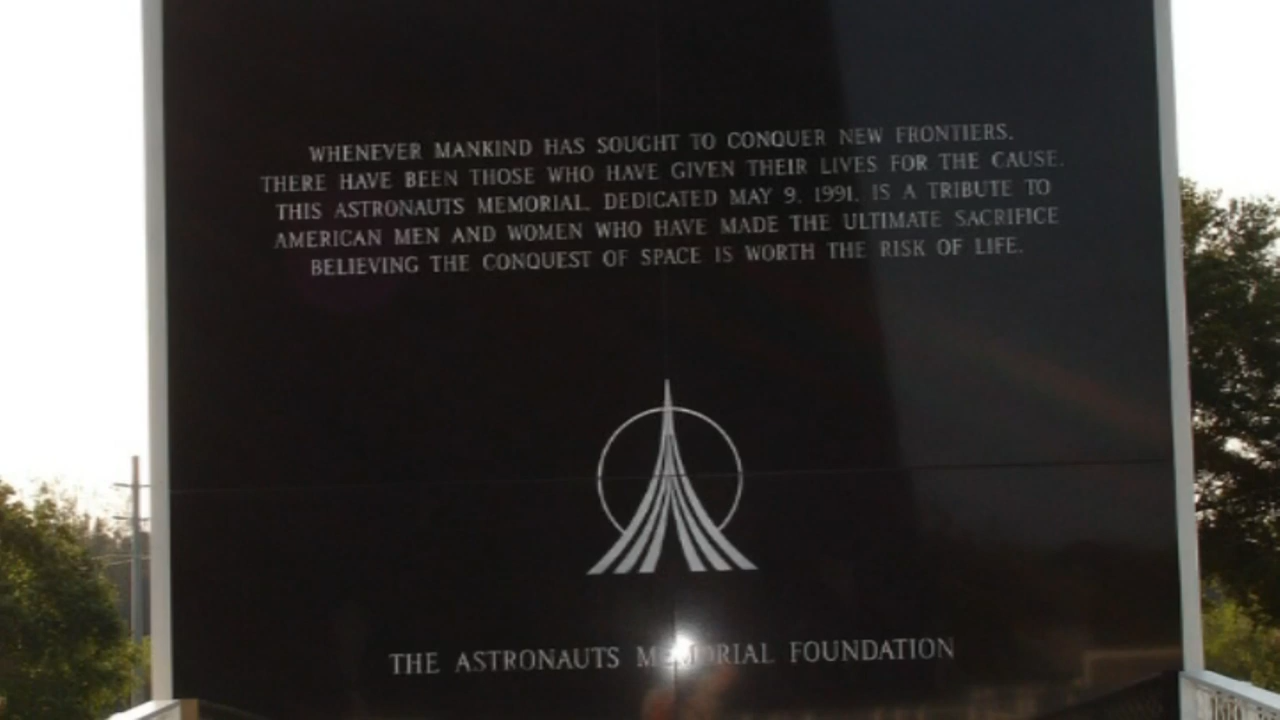 WHENEVER MANKIND HAS SOUGHT TO CONQUER NEW FRONTIERS,
THERE HAVE BEEN THOSE WHO HAVE GIVEN THEIR LIVES FOR THE CAUSE.
THIS ASTRONAUTS MEMORIAL, DEDICATED MAY 9, 1991, IS A TRIBUTE TO
AMERICAN MEN AND WOMEN WHO HAVE MADE THE ULTIMATE SACRIFICE
BELIEVING THE CONQUEST OF SPACE IS WORTH THE RISK OF LIFE.
THE ASTRONAUTS MEMORIAL FOUNDATION